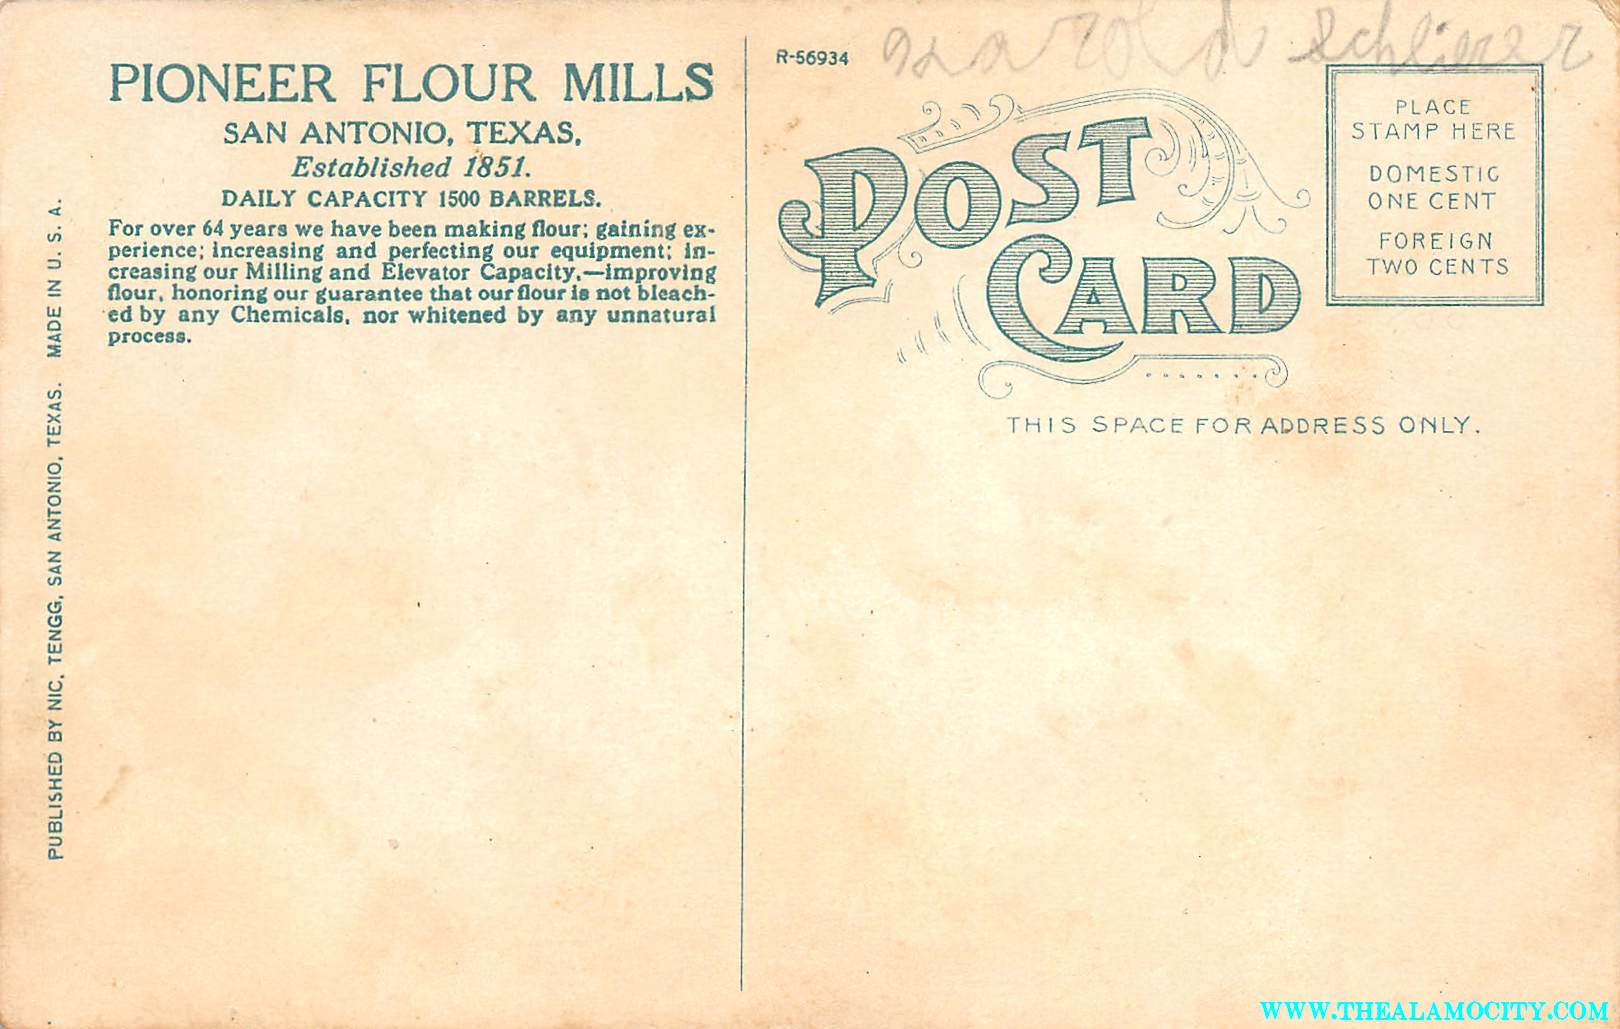 PIONEER FLOUR MILLS
SAN ANTONIO, TEXAS,
Established 1851.
DAILY CAPACITY 1500 BARRELS.
For over 64 years we have been making flour; gaining ex-
perience; increasing and perfecting our equipment; in-
creasing our Milling and Elevator Capacity,—improving
flour, honoring our guarantee that our flour is not bleach-
ed by any Chemicals, nor whitened by any unnatural
process.
PUBLISHED BY NIC, TENGG, SAN ANTONIO, TEXAS. MADE IN U. S. A.
R-56934
POST
CARD
PLACE
STAMP HERE
DOMESTIC
ONE CENT
FOREIGN
TWO CENTS
THIS SPACE FOR ADDRESS ONLY.
WWW.THEALAMOCITY.COM